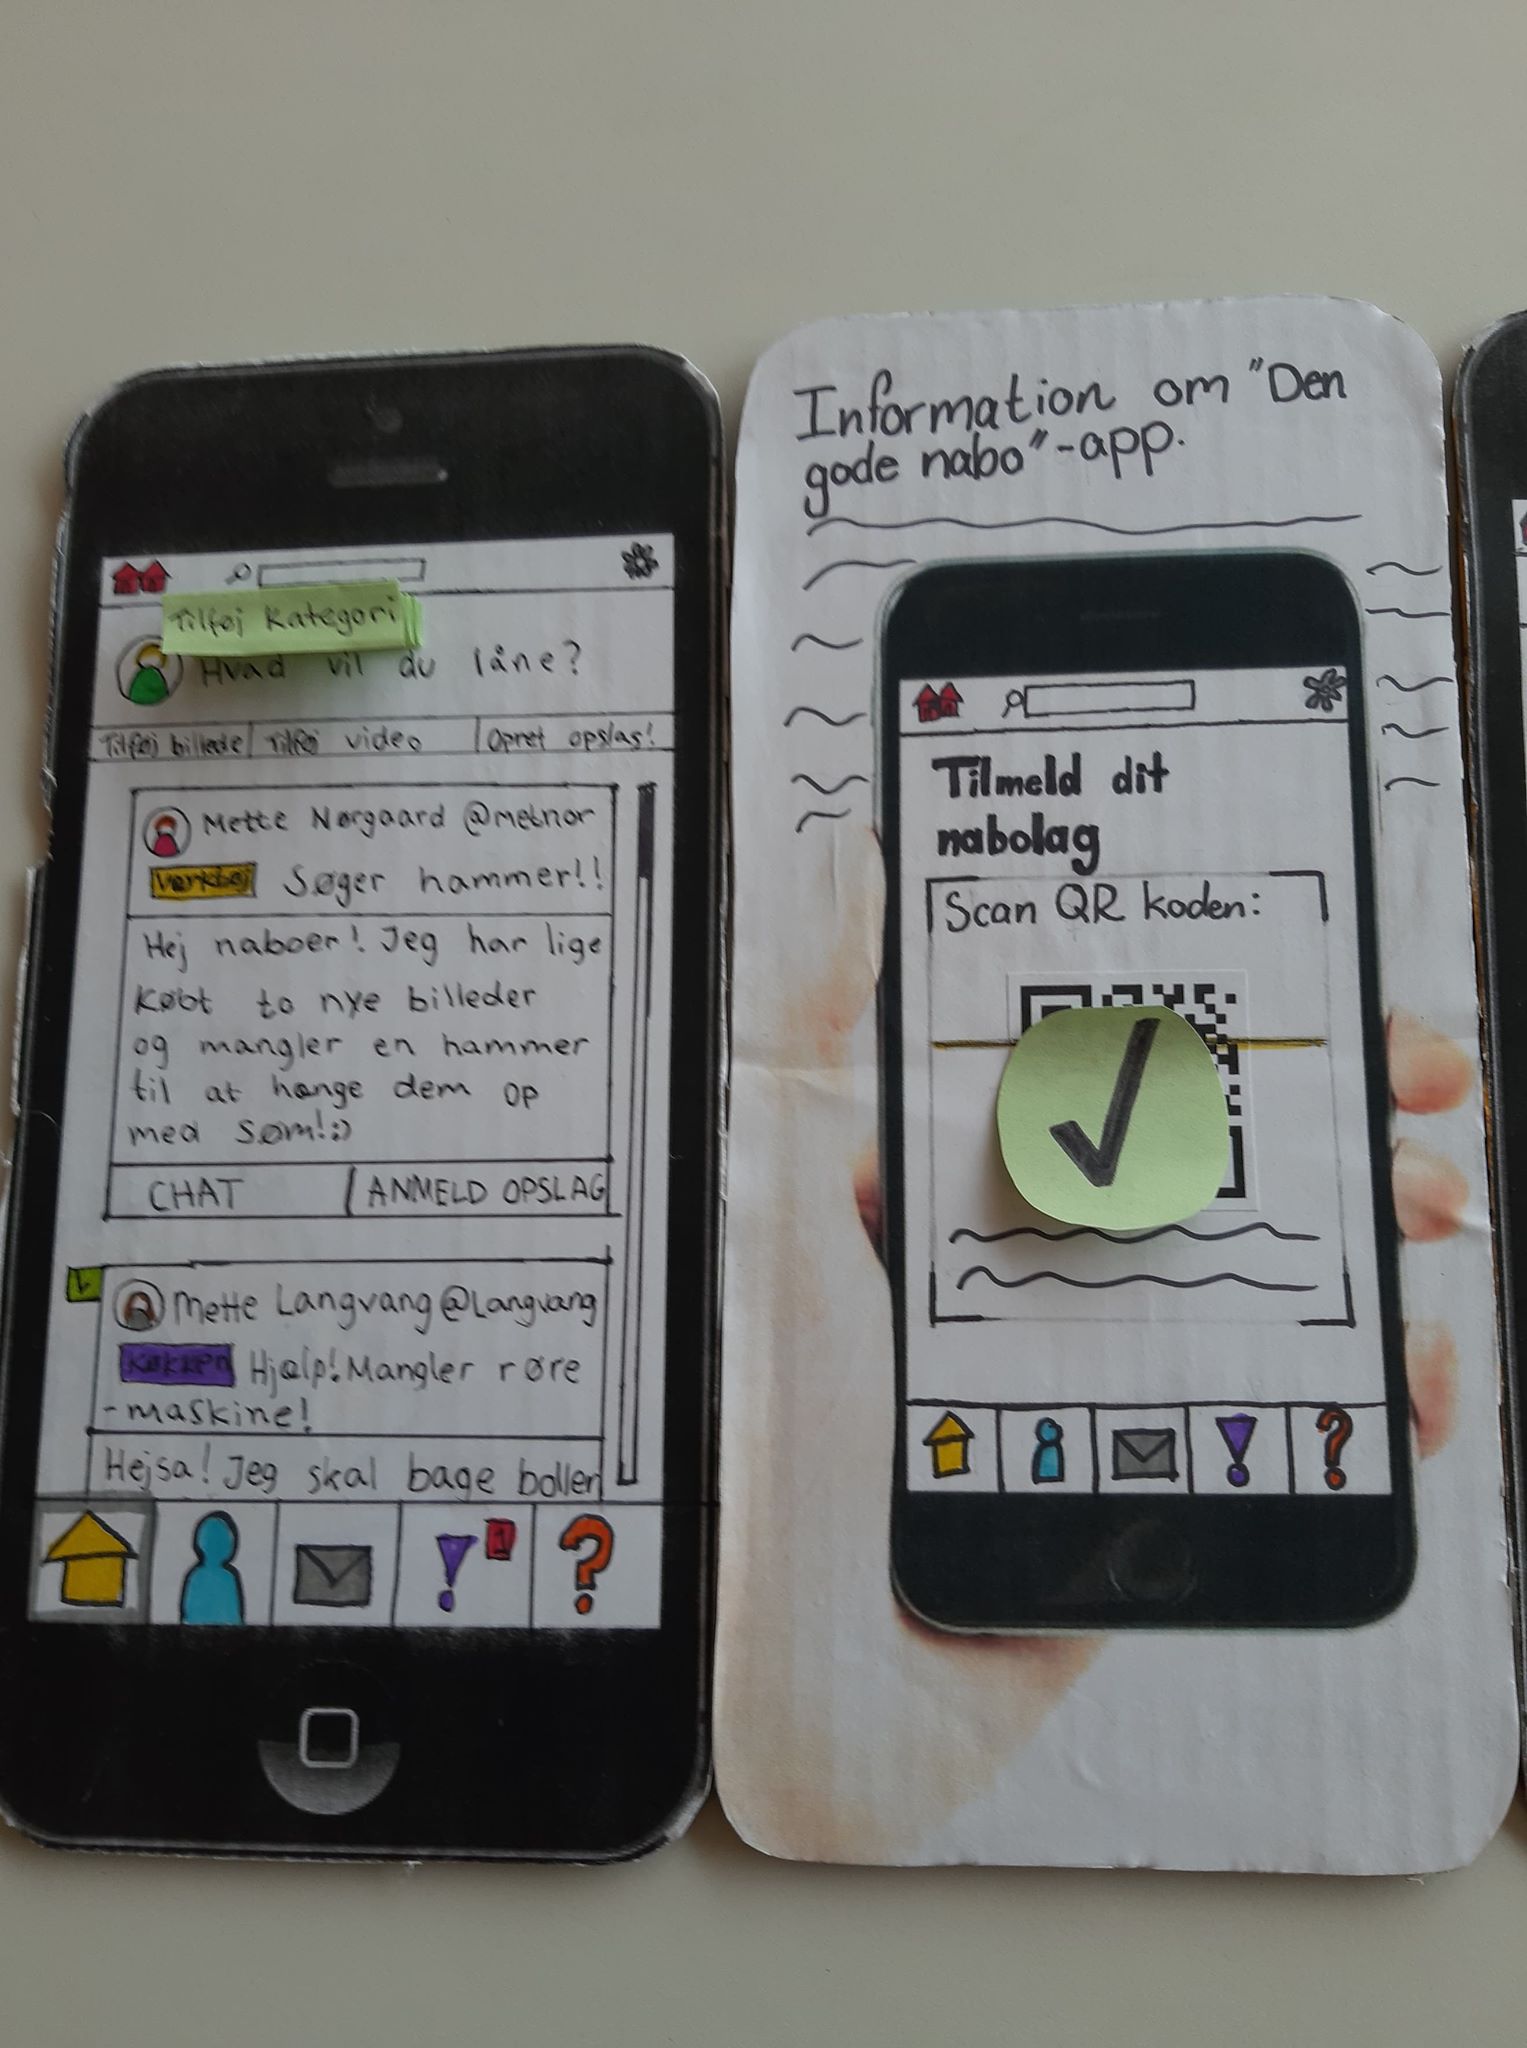 Tilføj kategori
Hvad vil du låne?
Tilføj billede
Tilføj video
Opret opslag!
Mette Nørgaard @metnor
Værktøj
Søger hammer!!
Hej naboer! Jeg har lige
købt to nye billeder
og mangler en hammer
til at hænge dem op
med søm!:)
CHAT
ANMELD OPSLAG
Mette Langvang @Langvang
Køkken
Hjælp! Mangler røre
-maskine!
Hejsa! Jeg skal bage boller
1
Information om "Den
gode nabo"-app.
Tilmeld dit
nabolag
Scan QR koden: